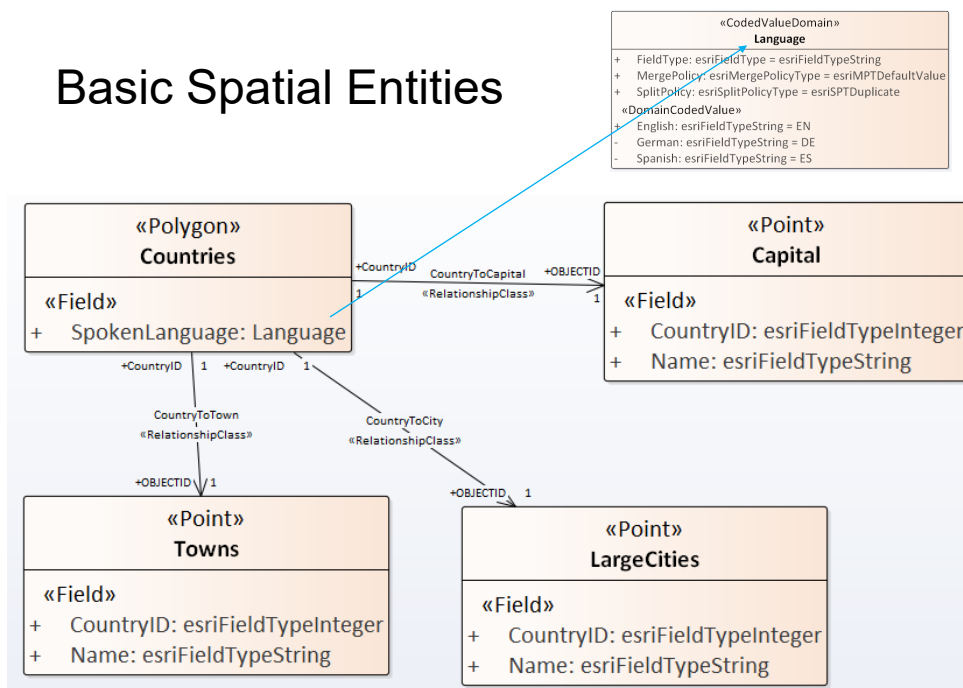 Basic Spatial Entities
«CodedValueDomain»
Language
+ FieldType: esriFieldType = esriFieldTypeString
+ MergePolicy: esriMergePolicyType = esriMPTDefaultValue
+ SplitPolicy: esriSplitPolicyType = esriSPTDuplicate
«DomainCodedValue»
+ English: esriFieldTypeString = EN
- German: esriFieldTypeString = DE
- Spanish: esriFieldTypeString = ES
«Polygon»
Countries
«Field»
+ SpokenLanguage: Language
+CountryID
1
CountryToCapital
«RelationshipClass»
+OBJECTID
1
«Point»
Capital
«Field»
+ CountryID: esriFieldTypeInteger
+ Name: esriFieldTypeString
+CountryID 1
CountryToTown
«RelationshipClass»
+OBJECTID 1
+CountryID 1
CountryToCity
«RelationshipClass»
+OBJECTID 1
«Point»
Towns
«Field»
+ CountryID: esriFieldTypeInteger
+ Name: esriFieldTypeString
«Point»
LargeCities
«Field»
+ CountryID: esriFieldTypeInteger
+ Name: esriFieldTypeString